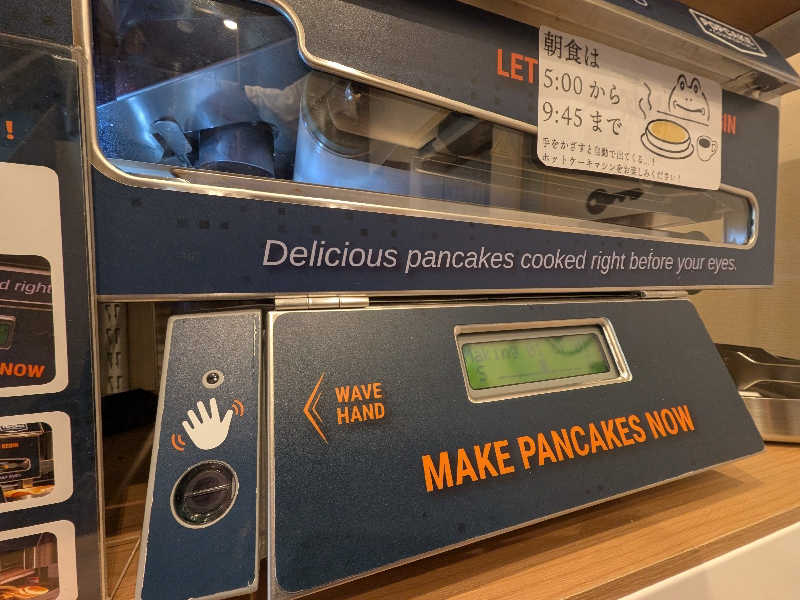 LET
朝食は
5:00 から
9:45 まで
手をかざすと自動で出てくる…!
ホットケーキマシンをお楽しみください!
!
Delicious pancakes cooked right before your eyes.
d right
NOW
WAVE
HAND
MAKE PANCAKES NOW